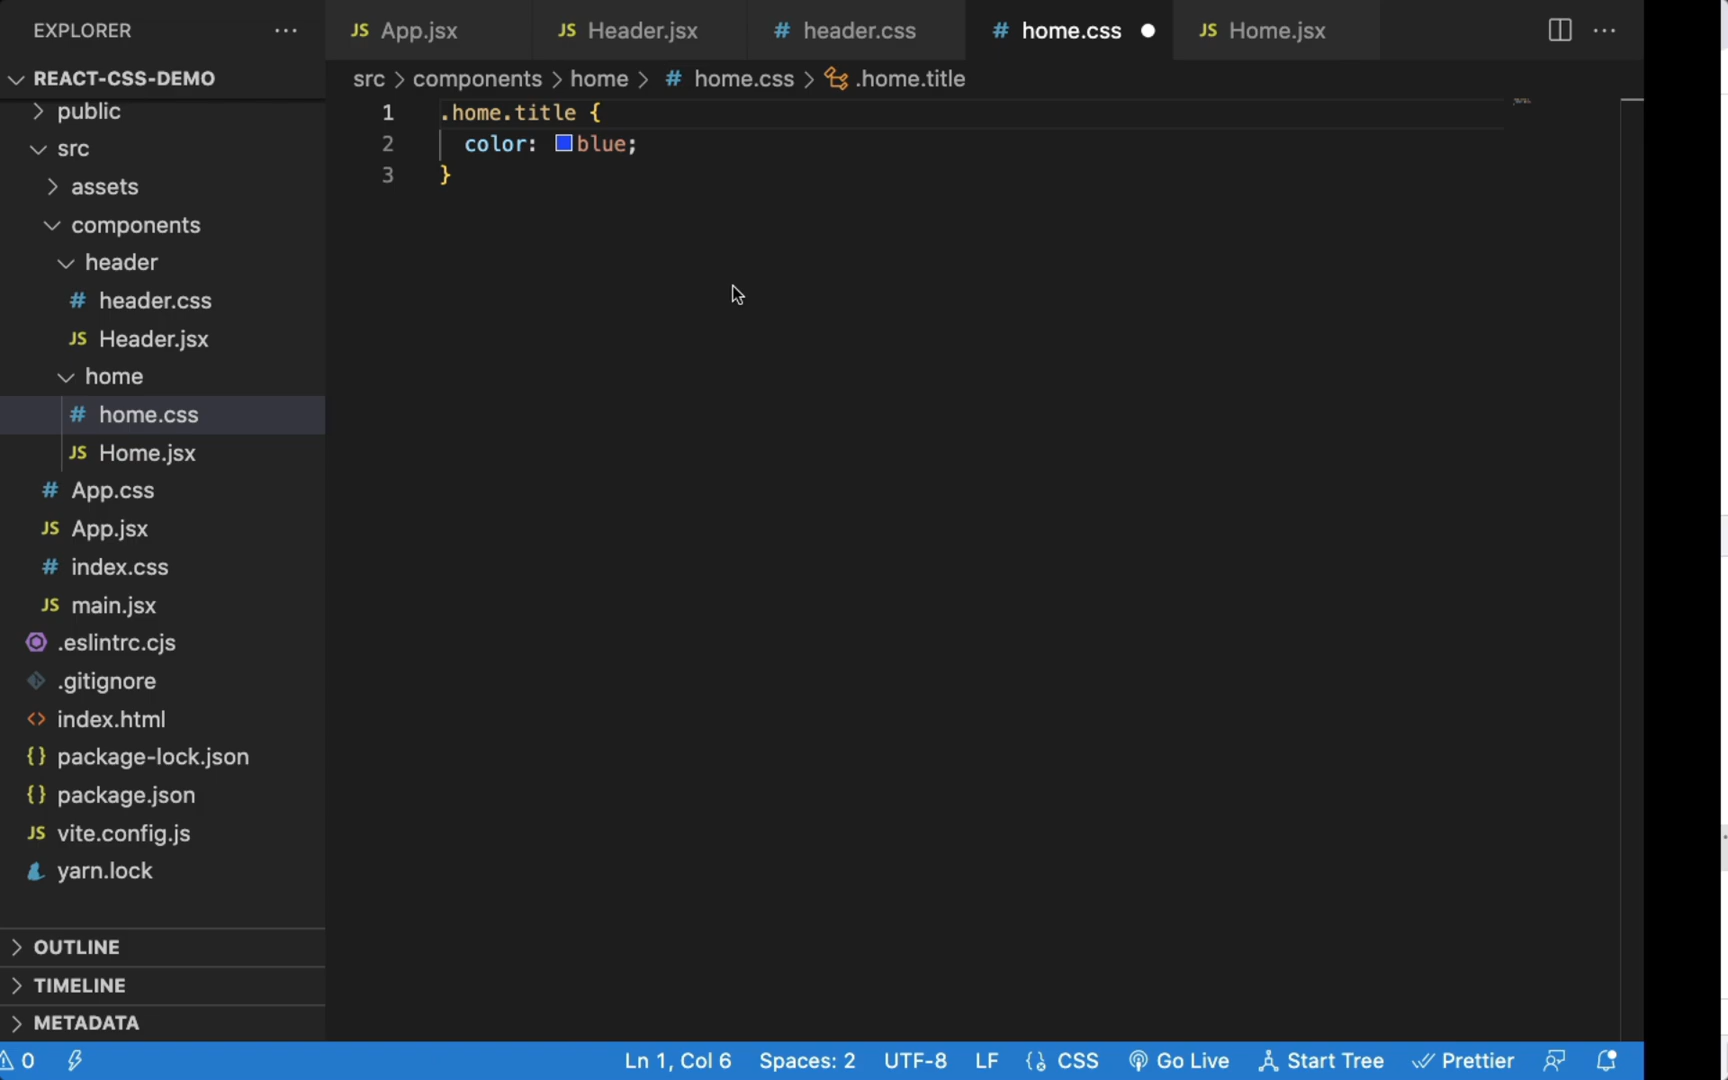 EXPLORER
REACT-CSS-DEMO
public
src
assets
components
header
# header.css
JS Header.jsx
home
# home.css
JS Home.jsx
# App.css
JS App.jsx
# index.css
JS main.jsx
.eslintrc.cjs
.gitignore
<> index.html
{} package-lock.json
{} package.json
JS vite.config.js
yarn.lock
OUTLINE
TIMELINE
METADATA
JS App.jsx
JS Header.jsx
# header.css
# home.css
JS Home.jsx
src > components > home > # home.css > .home.title
1 .home.title {
2 color: blue;
3 }
0
Ln 1, Col 6
Spaces: 2
UTF-8
LF
{} CSS
Go Live
Start Tree
Prettier